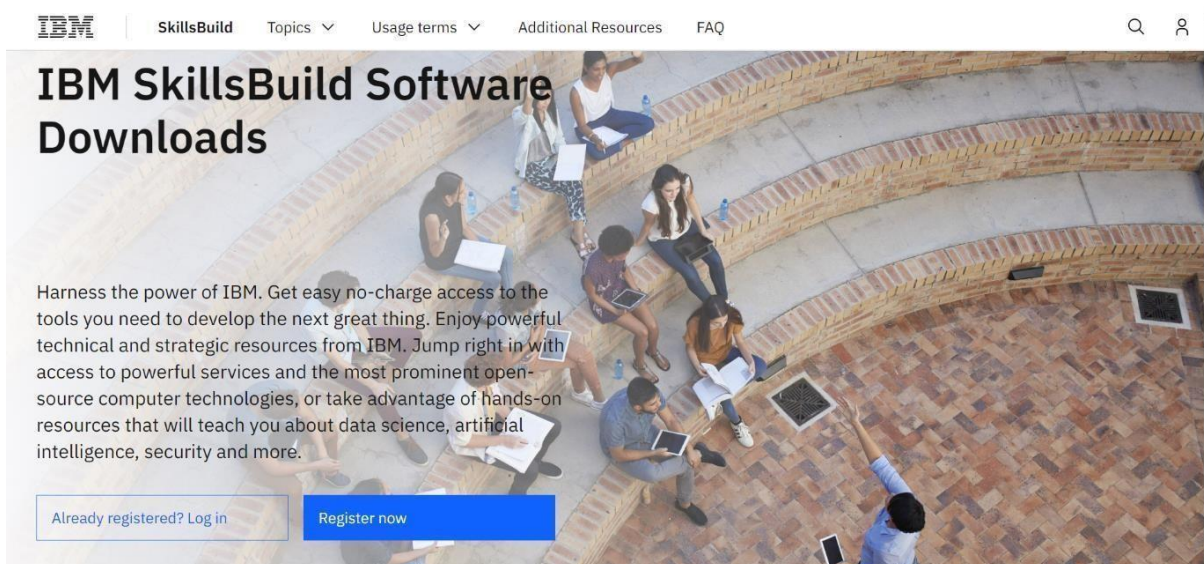 IBM
SkillsBuild
Topics
Usage terms
Additional Resources
FAQ
IBM SkillsBuild Software
Downloads
Harness the power of IBM. Get easy no-charge access to the
tools you need to develop the next great thing. Enjoy powerful
technical and strategic resources from IBM. Jump right in with
access to powerful services and the most prominent open-
source computer technologies, or take advantage of hands-on
resources that will teach you about data science, artificial
intelligence, security and more.
Already registered? Log in
Register now